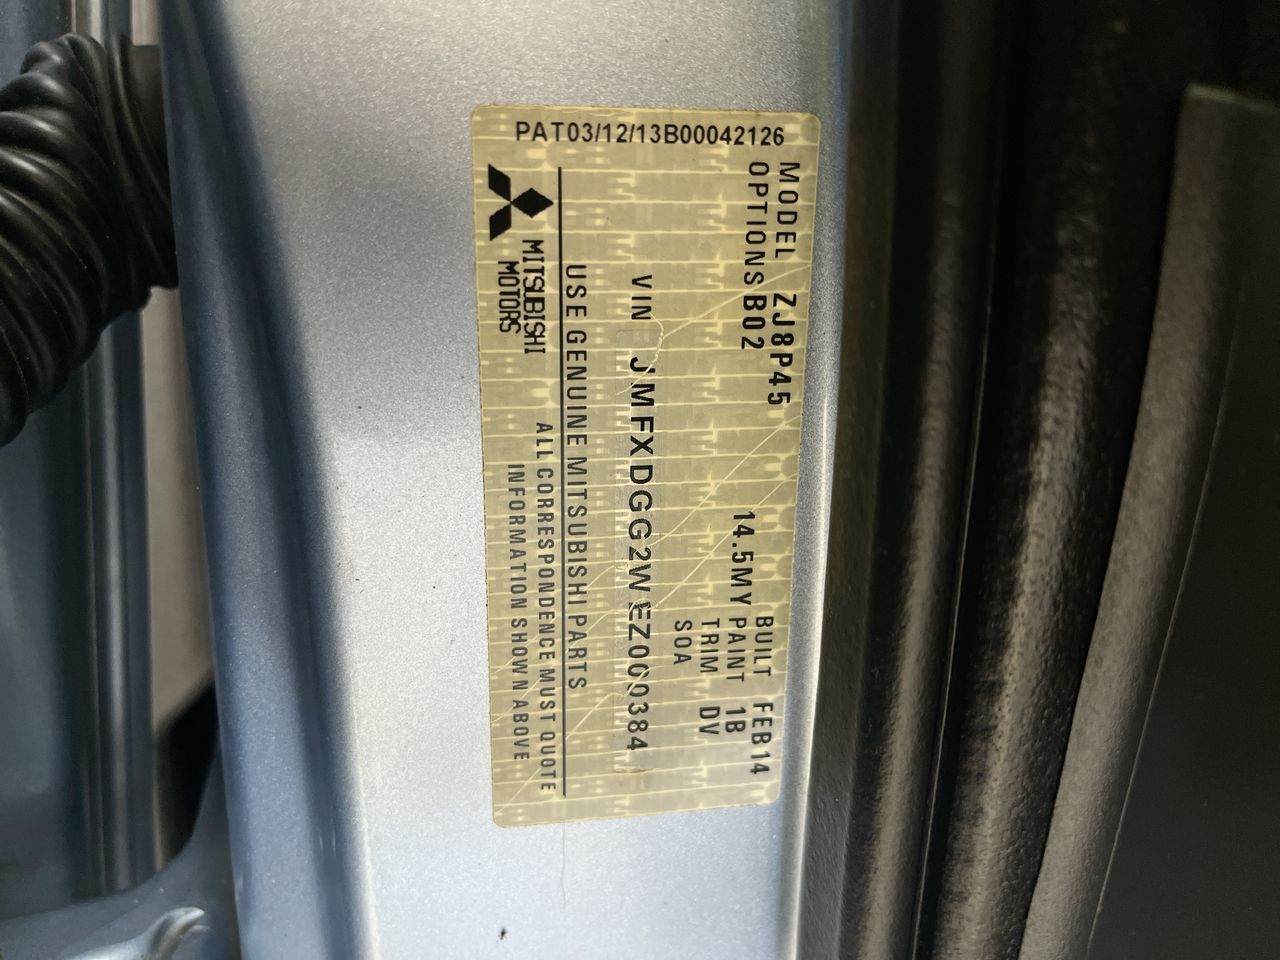 PAT03/12/13B00042126
MODEL ZJ8P45
OPTIONS B02
14.5MY
BUILT FEB14
PAINT 1B
TRIM DV
SOA
VIN JMFXDGG2WEZ000384
USE GENUINE MITSUBISHI PARTS
MITSUBISHI
MOTORS
ALL CORRESPONDENCE MUST QUOTE
INFORMATION SHOWN ABOVE